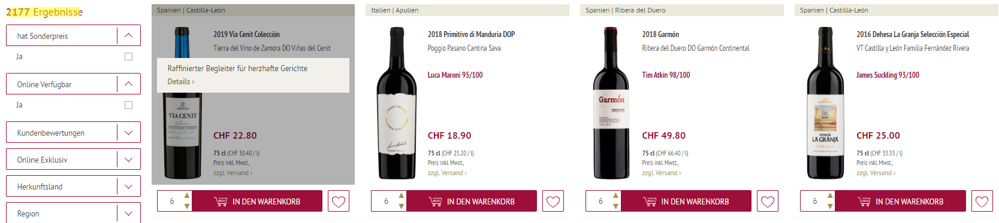 2177 Ergebnisse
hat Sonderpreis
Ja
Online Verfügbar
Ja
Kundenbewertungen
Online Exklusiv
Herkunftsland
Region
Spanien | Castilla-León
2019 Via Cenit Colección
Tierra del Vino de Zamora DO Viñas del Cenit
Raffinierter Begleiter für herzhafte Gerichte
Details ›
VIA CENIT
CHF 22.80
75 cl (CHF 30.40 / l)
Preis inkl. Mwst.,
zzgl. Versand ›
6
IN DEN WARENKORB
Italien | Apulien
2018 Primitivo di Manduria DOP
Poggio Pasano Cantina Sava
Luca Maroni 95/100
CHF 18.90
75 cl (CHF 25.20 / l)
Preis inkl. Mwst.,
zzgl. Versand ›
6
IN DEN WARENKORB
Spanien | Ribera del Duero
2018 Garmón
Ribera del Duero DO Garmón Continental
Tim Atkin 98/100
Garmón
CHF 49.80
75 cl (CHF 66.40 / l)
Preis inkl. Mwst.,
zzgl. Versand ›
6
IN DEN WARENKORB
Spanien | Castilla-León
2016 Dehesa La Granja Selección Especial
VT Castilla y León Familia Fernández Rivera
James Suckling 93/100
DEHESA
LA GRANJA
CHF 25.00
75 cl (CHF 33.33 / l)
Preis inkl. Mwst.,
zzgl. Versand ›
6
IN DEN WARENKORB